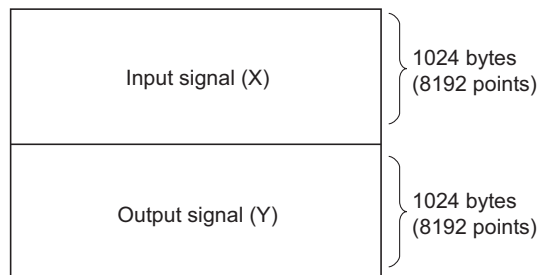 Input signal (X)
1024 bytes
(8192 points)
Output signal (Y)
1024 bytes
(8192 points)